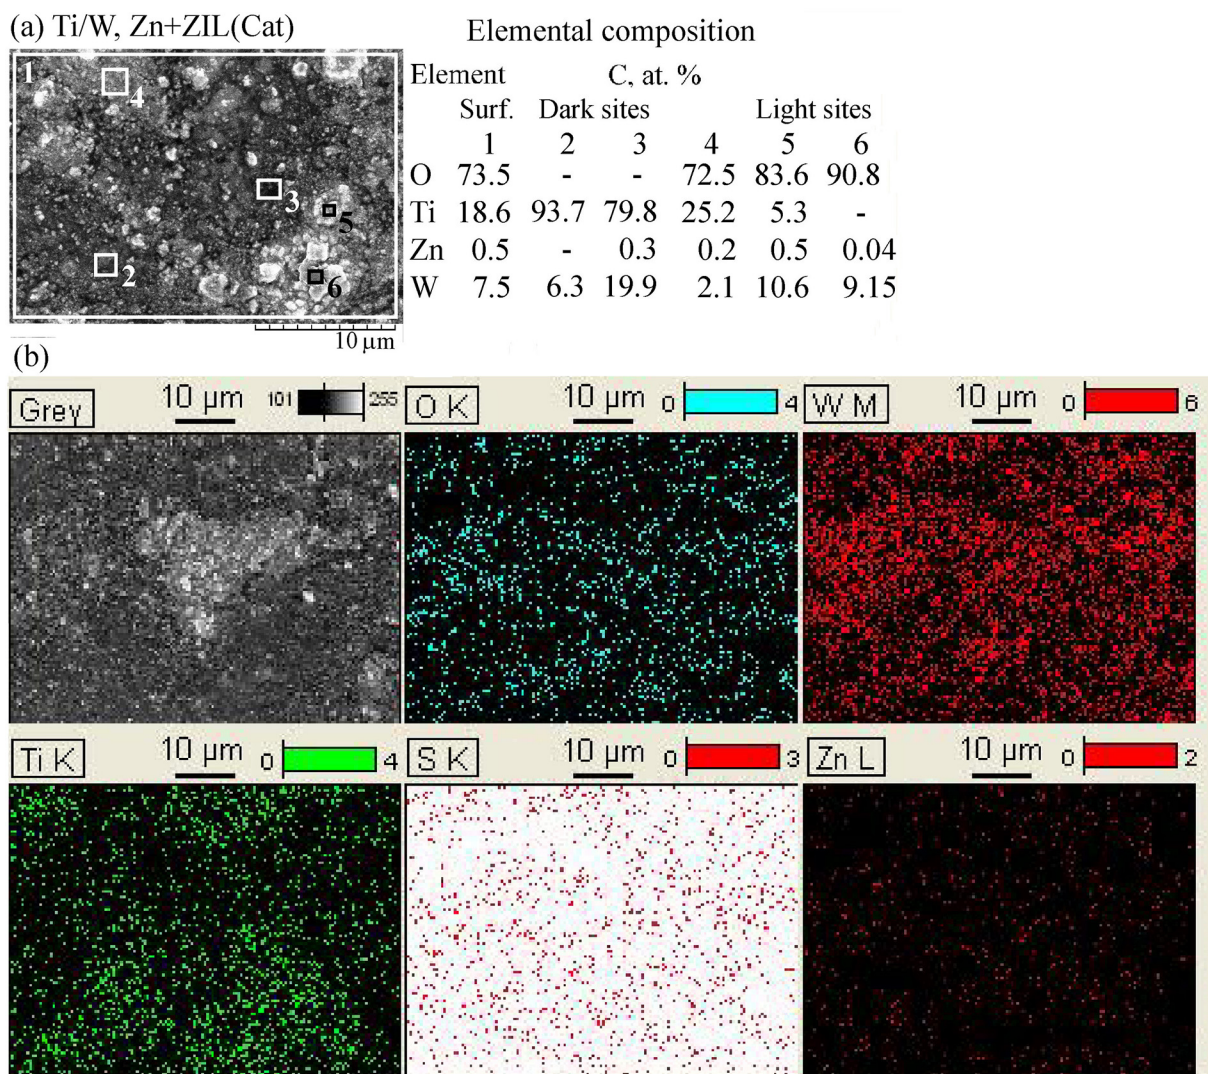 (a) Ti/W, Zn+ZIL(Cat)
1
4
3
5
2
6
10 μm
Elemental composition
Element C, at. %
Surf. Dark sites Light sites
1 2 3 4 5 6
O 73.5 - - 72.5 83.6 90.8
Ti 18.6 93.7 79.8 25.2 5.3 -
Zn 0.5 - 0.3 0.2 0.5 0.04
W 7.5 6.3 19.9 2.1 10.6 9.15
(b)
Grey 10 μm 101 255
O K 10 μm 0 4
W M 10 μm 0 6
Ti K 10 μm 0 4
S K 10 μm 0 3
Zn L 10 μm 0 2